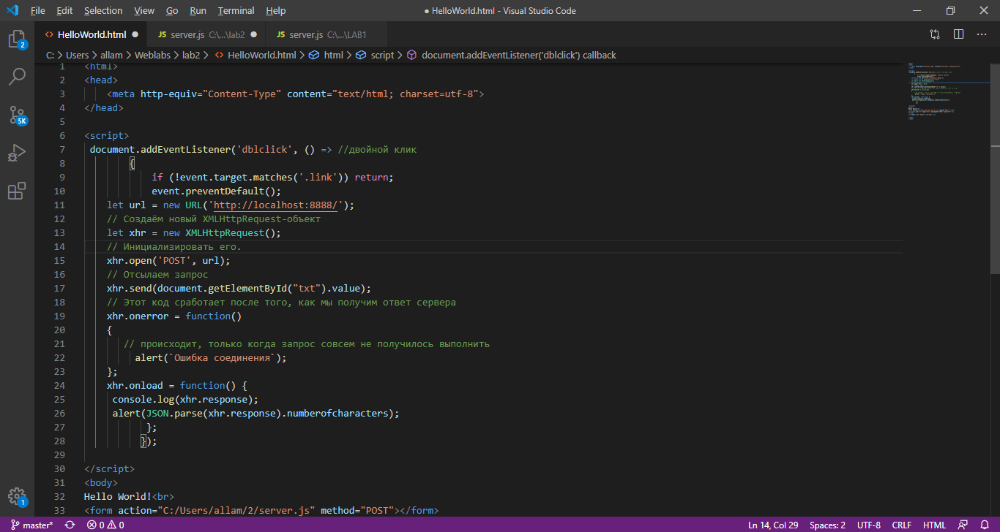 File Edit Selection View Go Run Terminal Help ● HelloWorld.html - Visual Studio Code
<> HelloWorld.html ● JS server.js C:\...\lab2 ● JS server.js C:\...\LAB1
C: > Users > allam > Weblabs > lab2 > <> HelloWorld.html > html > script > document.addEventListener('dblclick') callback
1 <html>
2 <head>
3 <meta http-equiv="Content-Type" content="text/html; charset=utf-8">
4 </head>
5
6 <script>
7 document.addEventListener('dblclick', () => //двойной клик
8 {
9 if (!event.target.matches('.link')) return;
10 event.preventDefault();
11 let url = new URL('http://localhost:8888/');
12 // Создаём новый XMLHttpRequest-объект
13 let xhr = new XMLHttpRequest();
14 // Инициализировать его.
15 xhr.open('POST', url);
16 // Отсылаем запрос
17 xhr.send(document.getElementById("txt").value);
18 // Этот код сработает после того, как мы получим ответ сервера
19 xhr.onerror = function()
20 {
21 // происходит, только когда запрос совсем не получилось выполнить
22 alert(`Ошибка соединения`);
23 };
24 xhr.onload = function() {
25 console.log(xhr.response);
26 alert(JSON.parse(xhr.response).numberofcharacters);
27 };
28 });
29
30 </script>
31 <body>
32 Hello World!<br>
33 <form action="C:/Users/allam/2/server.js" method="POST"></form>
2
5K
1
master* 0 0 Ln 14, Col 29 Spaces: 2 UTF-8 CRLF HTML